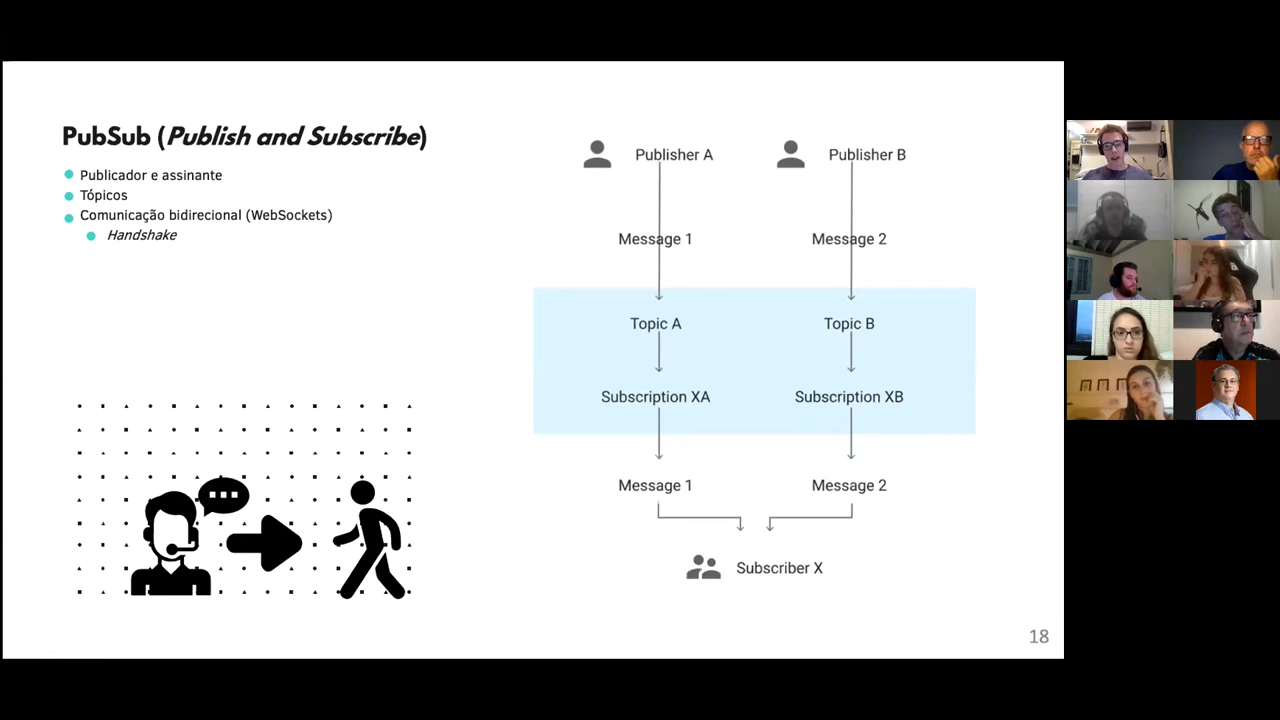 PubSub (Publish and Subscribe)
Publicador e assinante
Tópicos
Comunicação bidirecional (WebSockets)
Handshake
Publisher A
Publisher B
Message 1
Message 2
Topic A
Topic B
Subscription XA
Subscription XB
Message 1
Message 2
Subscriber X
18